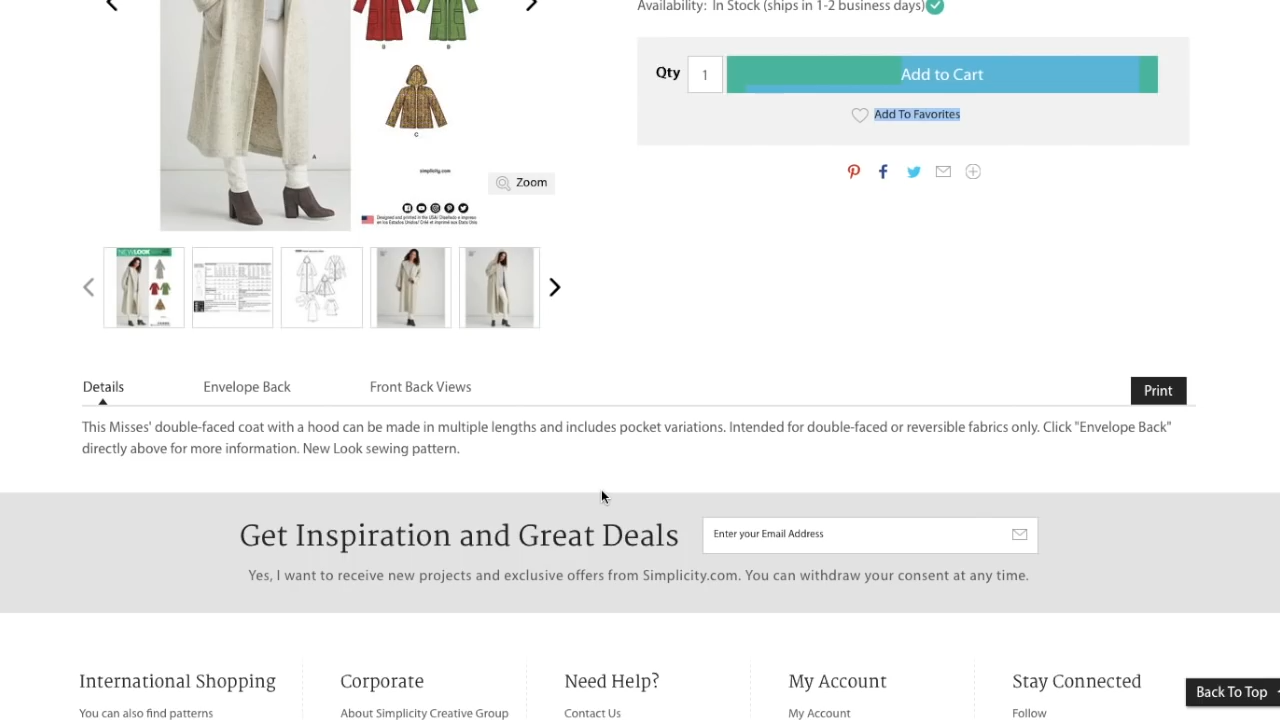 Availability: In Stock (ships in 1-2 business days)
Qty 1 Add to Cart
Add To Favorites
B B
C
A
simplicity.com
Zoom
NEW LOOK
Details Envelope Back Front Back Views Print
This Misses' double-faced coat with a hood can be made in multiple lengths and includes pocket variations. Intended for double-faced or reversible fabrics only. Click "Envelope Back"
directly above for more information. New Look sewing pattern.
Get Inspiration and Great Deals Enter your Email Address
Yes, I want to receive new projects and exclusive offers from Simplicity.com. You can withdraw your consent at any time.
International Shopping Corporate Need Help? My Account Stay Connected
Back To Top
You can also find patterns About Simplicity Creative Group Contact Us My Account Follow